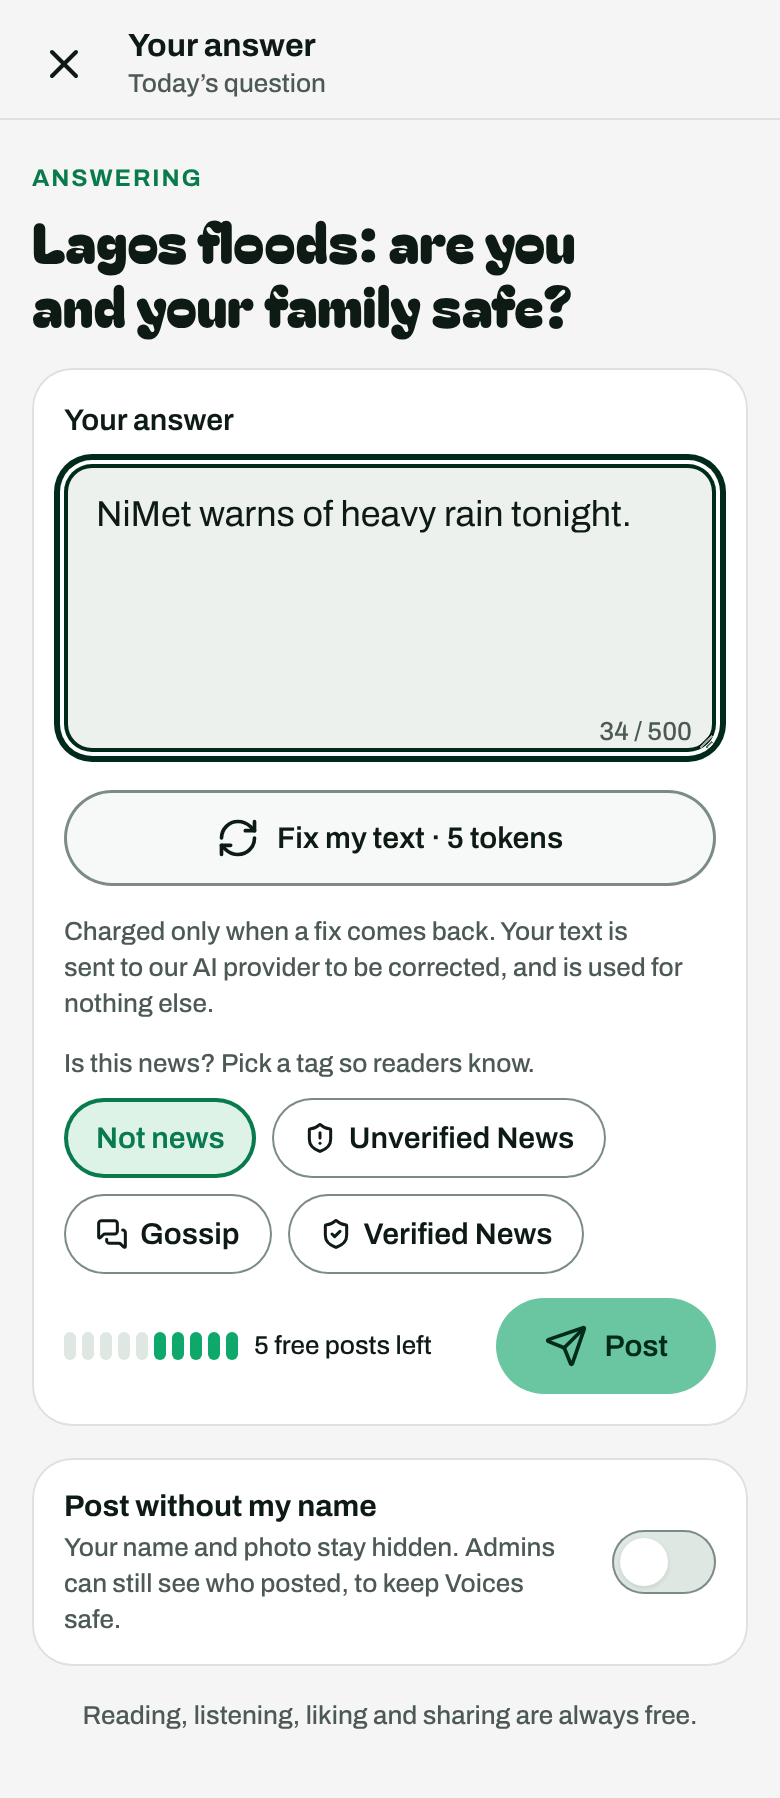 Your answer
Today’s question
ANSWERING
Lagos floods: are you
and your family safe?
Your answer
NiMet warns of heavy rain tonight.
34 / 500
Fix my text · 5 tokens
Charged only when a fix comes back. Your text is
sent to our AI provider to be corrected, and is used for
nothing else.
Is this news? Pick a tag so readers know.
Not news
Unverified News
Gossip
Verified News
5 free posts left
Post
Post without my name
Your name and photo stay hidden. Admins
can still see who posted, to keep Voices
safe.
Reading, listening, liking and sharing are always free.